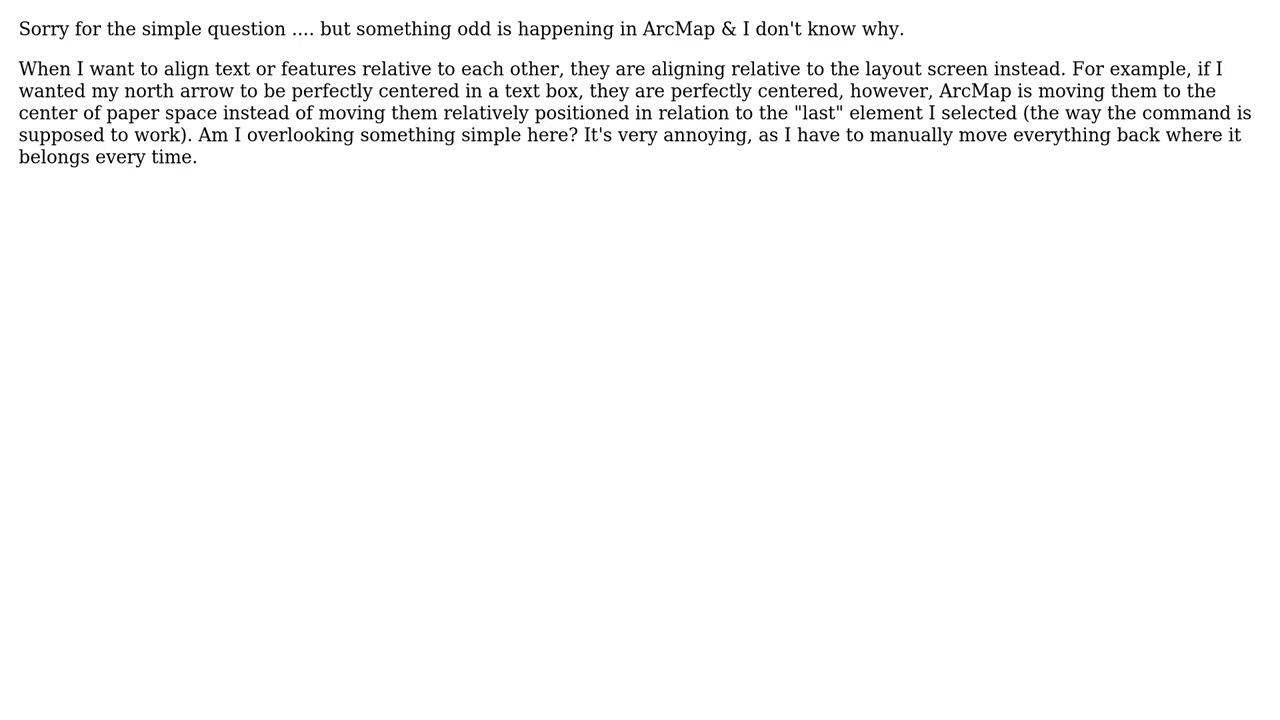 Sorry for the simple question .... but something odd is happening in ArcMap & I don't know why.
When I want to align text or features relative to each other, they are aligning relative to the layout screen instead. For example, if I
wanted my north arrow to be perfectly centered in a text box, they are perfectly centered, however, ArcMap is moving them to the
center of paper space instead of moving them relatively positioned in relation to the "last" element I selected (the way the command is
supposed to work). Am I overlooking something simple here? It's very annoying, as I have to manually move everything back where it
belongs every time.